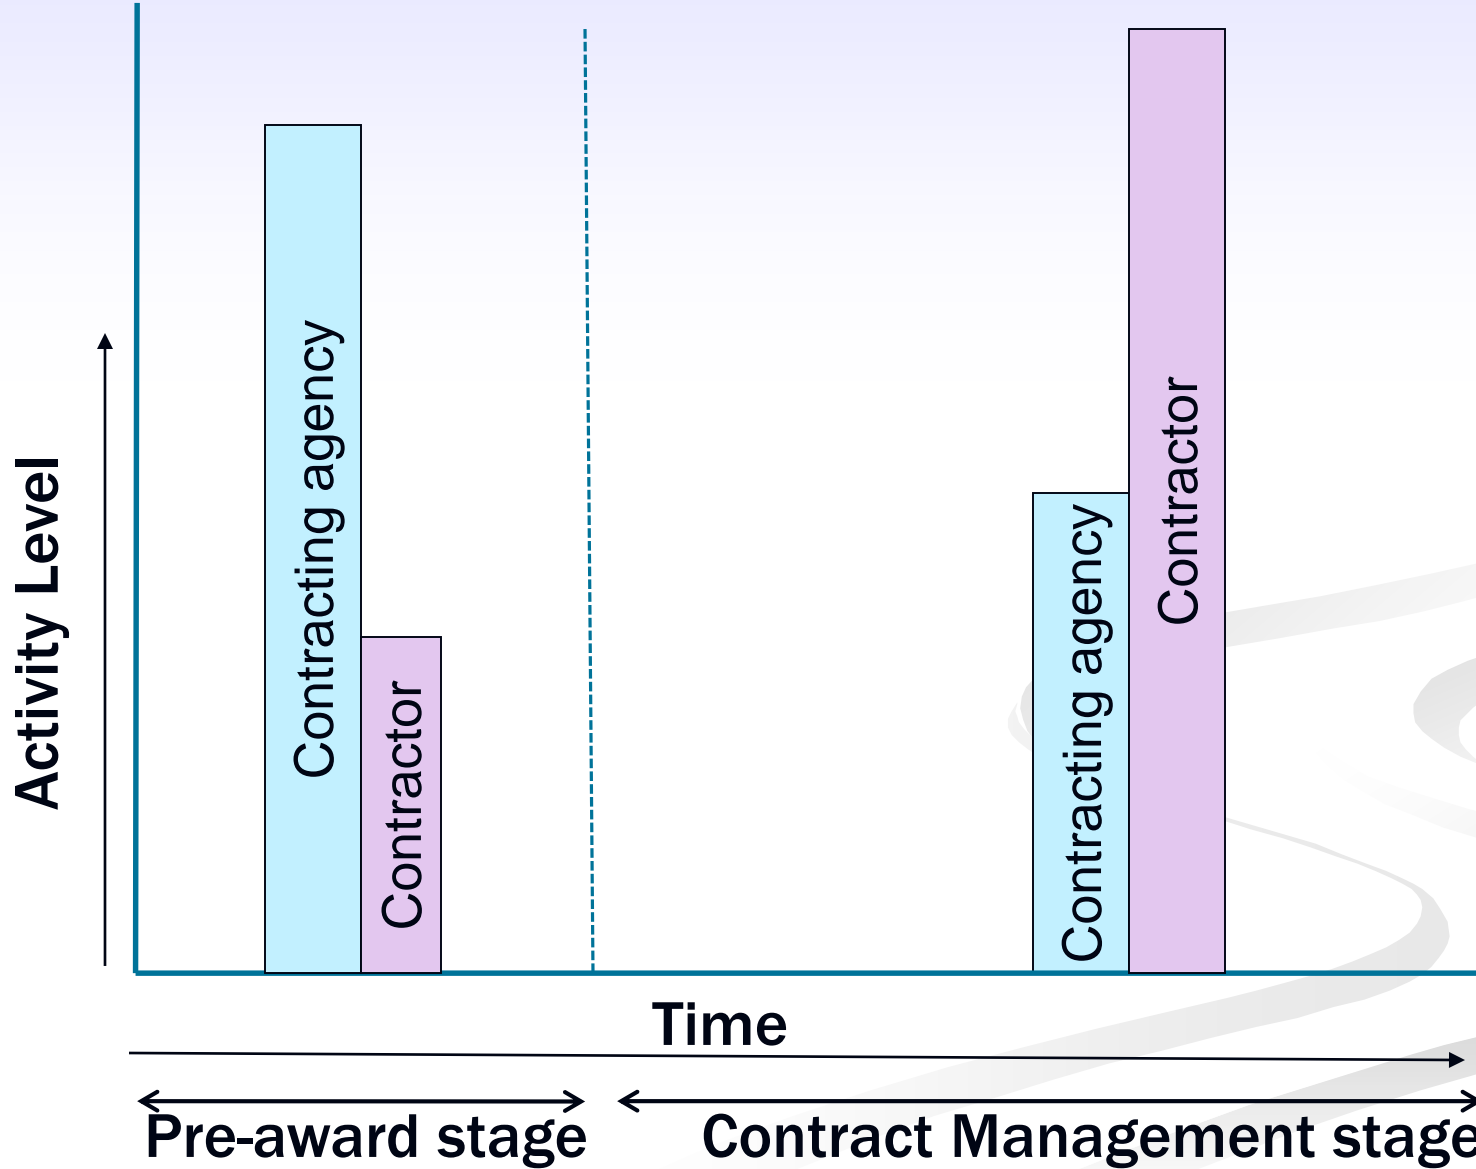 Activity Level
Contracting agency
Contractor
Contracting agency
Contractor
Time
Pre-award stage
Contract Management stage